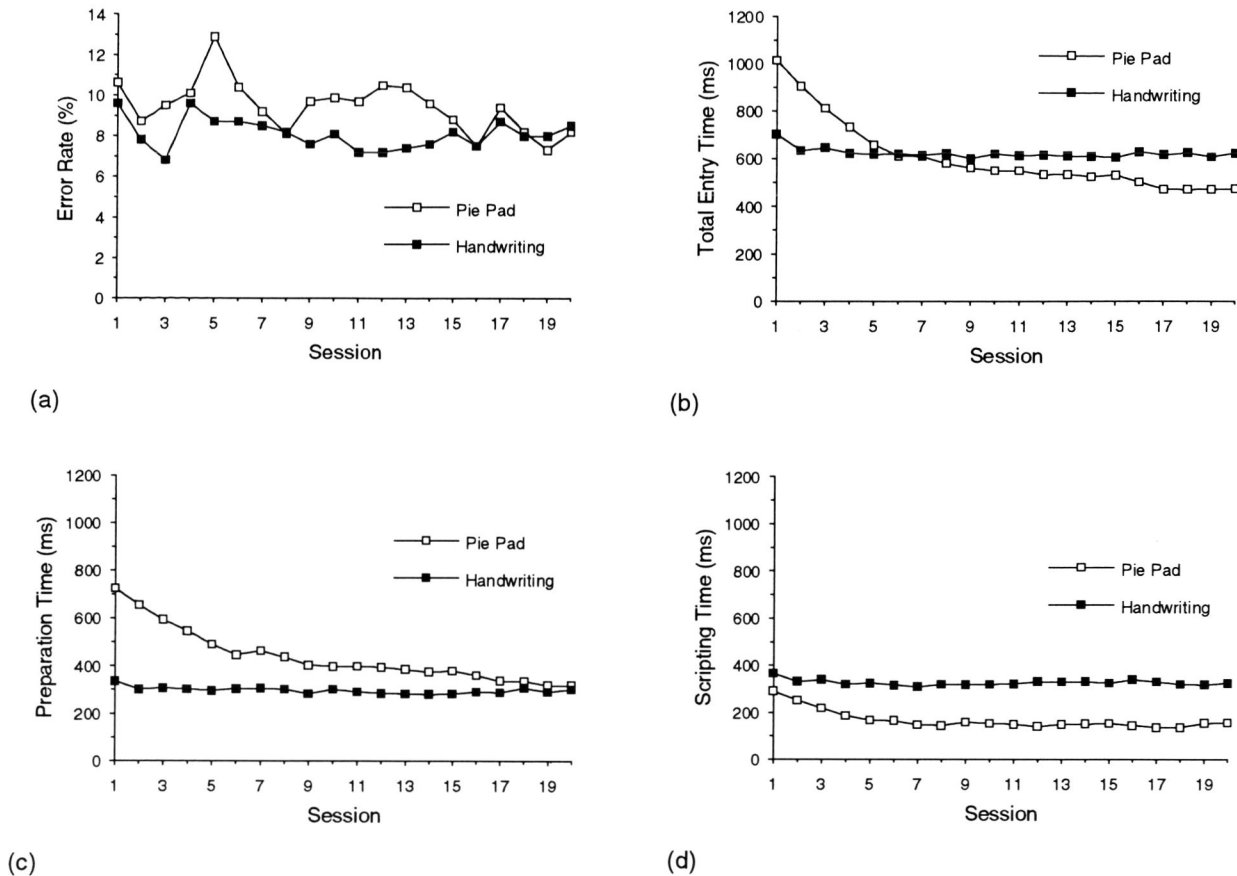 14
12
10
8
6
4
2
0
Error Rate (%)
Pie Pad
Handwriting
1 3 5 7 9 11 13 15 17 19
Session
(a)
1200
1000
800
600
400
200
0
Total Entry Time (ms)
Pie Pad
Handwriting
1 3 5 7 9 11 13 15 17 19
Session
(b)
1200
1000
800
600
400
200
0
Preparation Time (ms)
Pie Pad
Handwriting
1 3 5 7 9 11 13 15 17 19
Session
(c)
1200
1000
800
600
400
200
0
Scripting Time (ms)
Pie Pad
Handwriting
1 3 5 7 9 11 13 15 17 19
Session
(d)